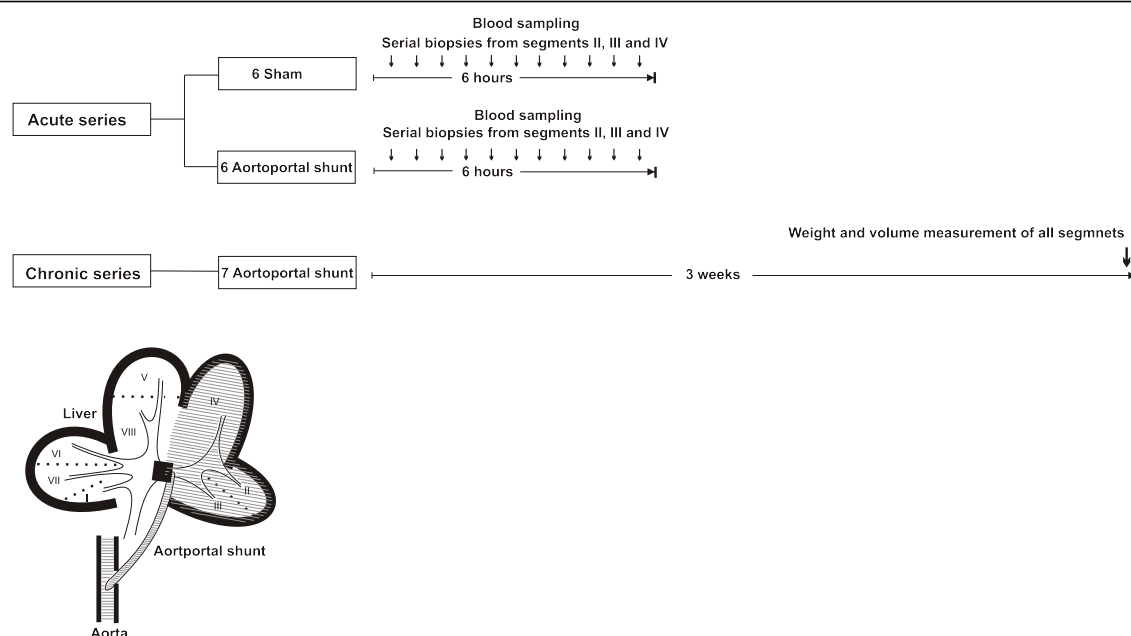 Blood sampling
Serial biopsies from segments II, III and IV
6 Sham
6 hours
Acute series
Blood sampling
Serial biopsies from segments II, III and IV
6 Aortoportal shunt
6 hours
Weight and volume measurement of all segmnets
Chronic series
7 Aortoportal shunt
3 weeks
V
IV
Liver
VIII
VI
VII
I
II
III
Aortportal shunt
Aorta